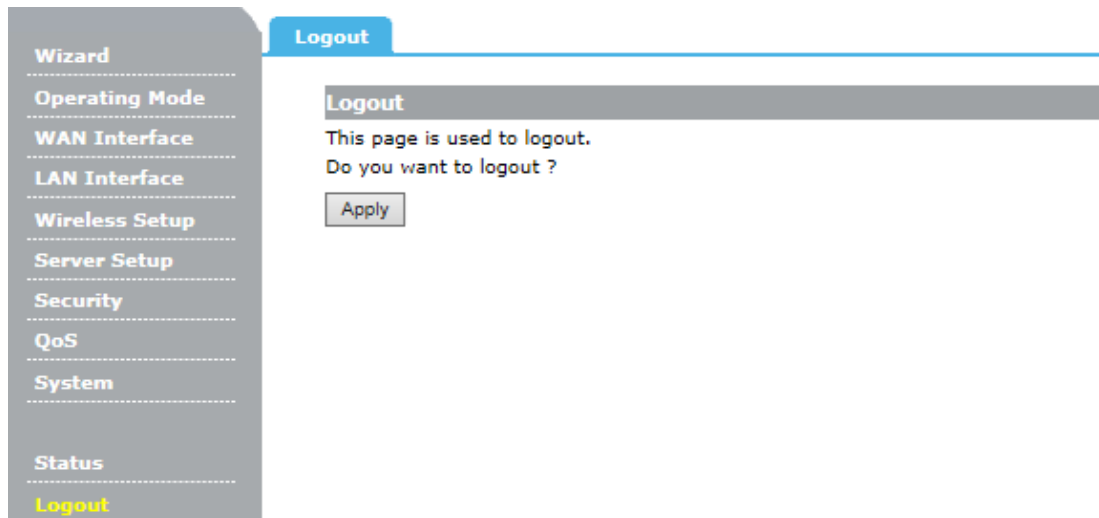 Wizard
Operating Mode
WAN Interface
LAN Interface
Wireless Setup
Server Setup
Security
QoS
System
Status
Logout
Logout
Logout
This page is used to logout.
Do you want to logout ?
Apply